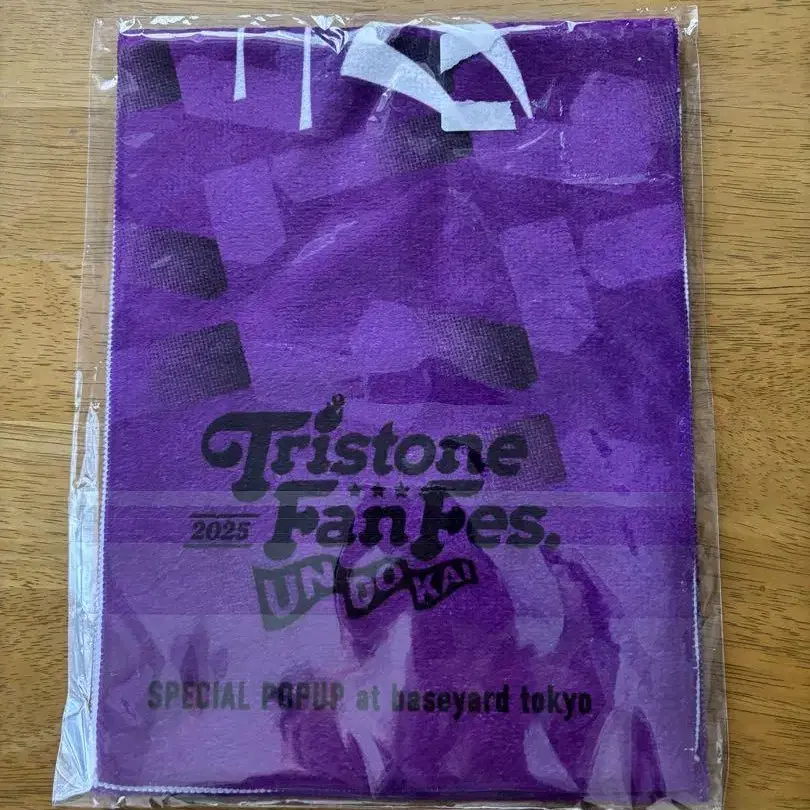 Tristone
2025 FanFes.
UNDOKAI
SPECIAL POPUP at baseyard tokyo